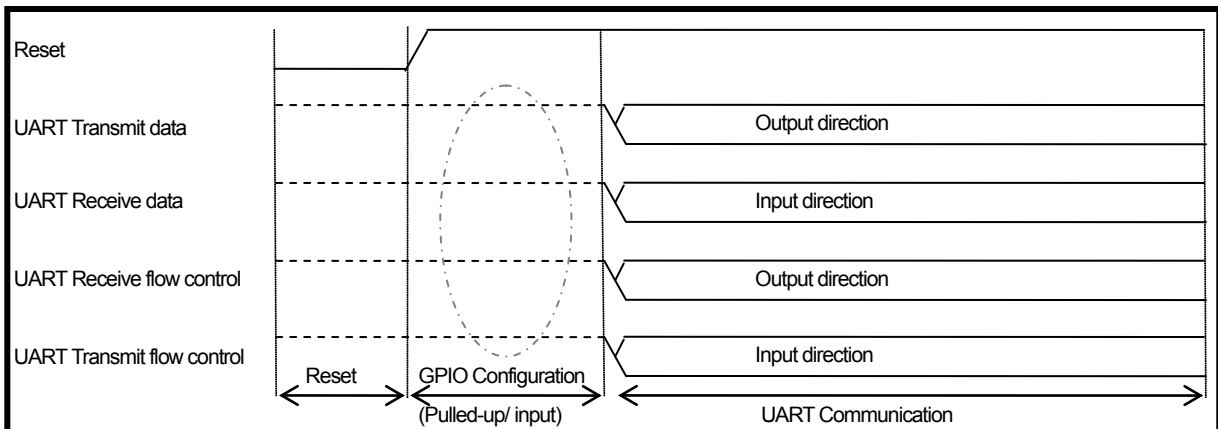 Reset
UART Transmit data
Output direction
UART Receive data
Input direction
UART Receive flow control
Output direction
UART Transmit flow control
Input direction
Reset
GPIO Configuration
(Pulled-up/ input)
UART Communication